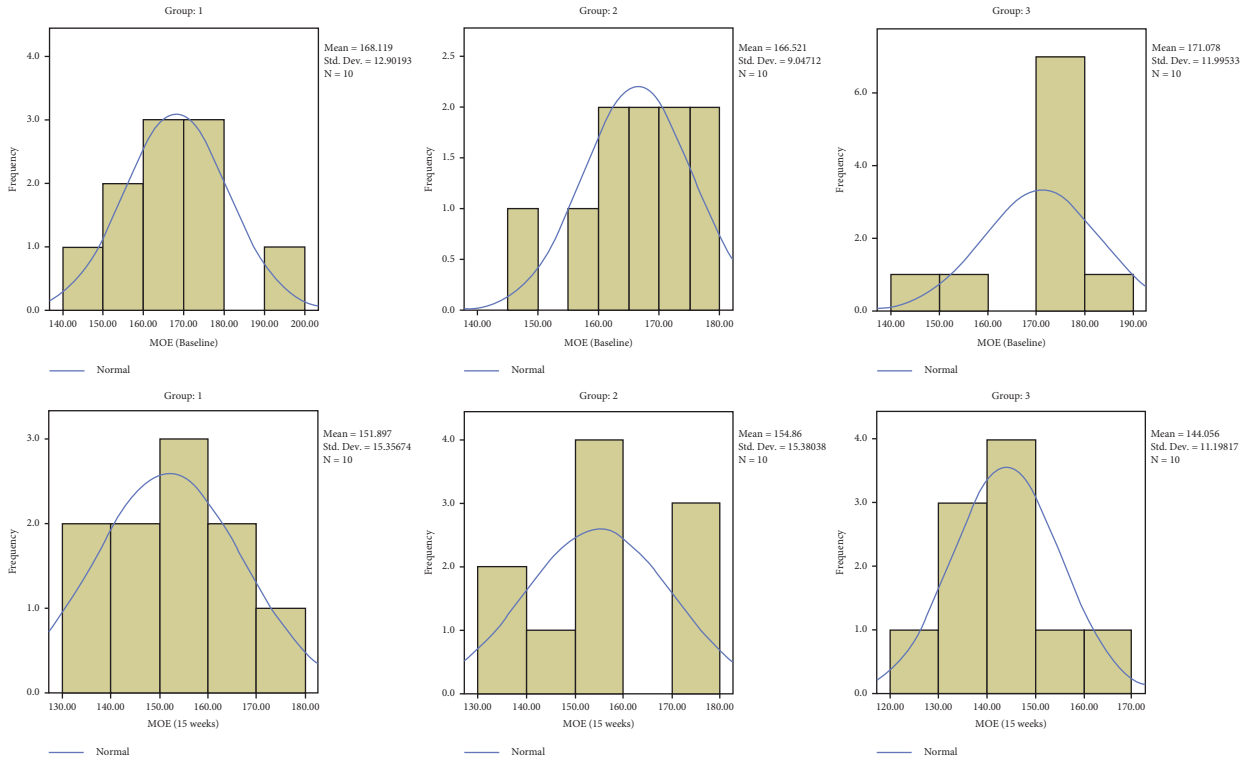 Group: 1
4.0
3.0
2.0
1.0
0.0
Frequency
140.00 150.00 160.00 170.00 180.00 190.00 200.00
MOE (Baseline)
Mean = 168.119
Std. Dev. = 12.90193
N = 10
Normal
Group: 2
2.5
2.0
1.5
1.0
0.5
0.0
Frequency
140.00 150.00 160.00 170.00 180.00
MOE (Baseline)
Mean = 166.521
Std. Dev. = 9.04712
N = 10
Group: 3
6.0
4.0
2.0
0.0
Frequency
140.00 150.00 160.00 170.00 180.00 190.00
MOE (Baseline)
Mean = 171.078
Std. Dev. = 11.99533
N = 10
Normal
Normal
Group: 1
3.0
2.0
1.0
0.0
Frequency
130.00 140.00 150.00 160.00 170.00 180.00
MOE (15 weeks)
Mean = 151.897
Std. Dev. = 15.35674
N = 10
Normal
Group: 2
4.0
3.0
2.0
1.0
0.0
Frequency
130.00 140.00 150.00 160.00 170.00 180.00
MOE (15 weeks)
Mean = 154.86
Std. Dev. = 15.38038
N = 10
Normal
Group: 3
4.0
3.0
2.0
1.0
0.0
Frequency
120.00 130.00 140.00 150.00 160.00 170.00
MOE (15 weeks)
Mean = 144.056
Std. Dev. = 11.19817
N = 10
Normal